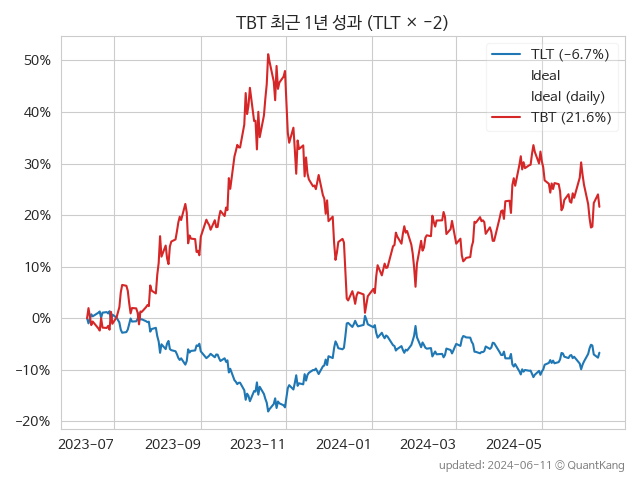 TBT 최근 1년 성과 (TLT × −2)
TLT (−6.7%)
Ideal
Ideal (daily)
TBT (21.6%)
50%
40%
30%
20%
10%
0%
−10%
−20%
2023-07
2023-09
2023-11
2024-01
2024-03
2024-05
updated: 2024-06-11 © QuantKang